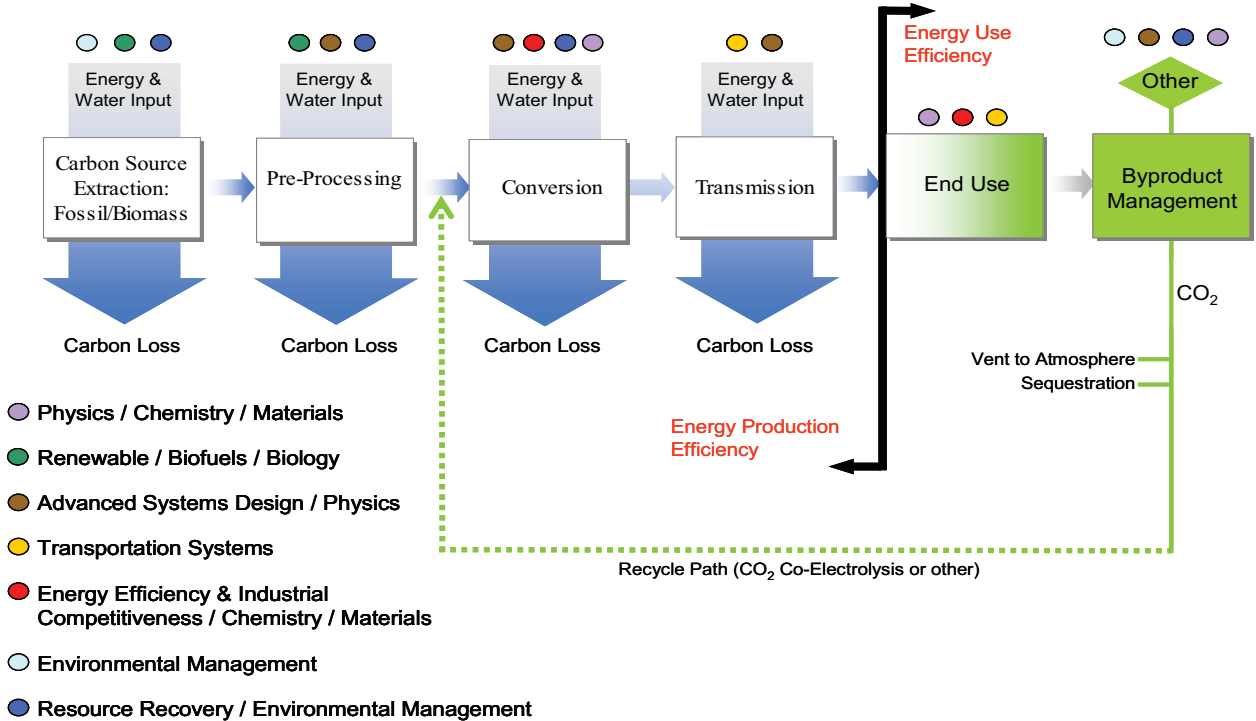 Energy &
Water Input
Energy &
Water Input
Energy &
Water Input
Energy &
Water Input
Energy Use
Efficiency
Other
Carbon Source
Extraction:
Fossil/Biomass
Pre-Processing
Conversion
Transmission
End Use
Byproduct
Management
CO2
Carbon Loss
Carbon Loss
Carbon Loss
Carbon Loss
Vent to Atmosphere
Sequestration
Energy Production
Efficiency
Recycle Path (CO2 Co-Electrolysis or other)
Physics / Chemistry / Materials
Renewable / Biofuels / Biology
Advanced Systems Design / Physics
Transportation Systems
Energy Efficiency & Industrial
Competitiveness / Chemistry / Materials
Environmental Management
Resource Recovery / Environmental Management